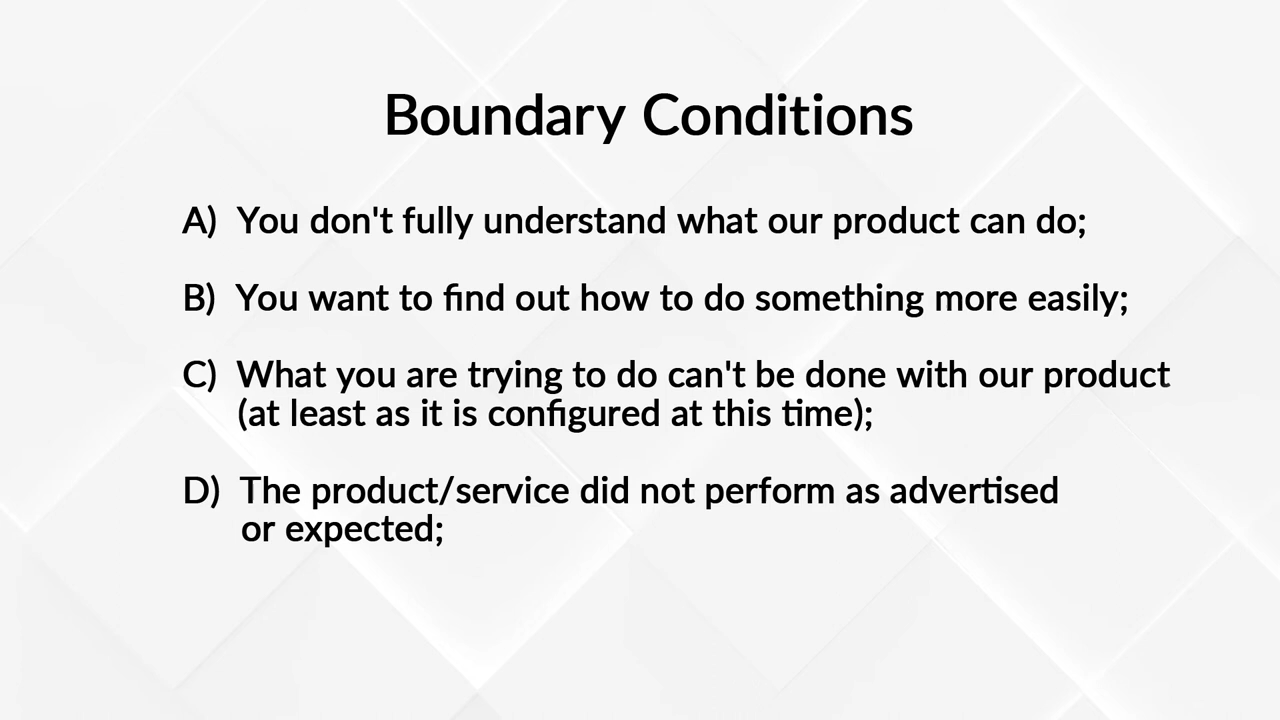 Boundary Conditions
A) You don't fully understand what our product can do;
B) You want to find out how to do something more easily;
C) What you are trying to do can't be done with our product
(at least as it is configured at this time);
D) The product/service did not perform as advertised
or expected;